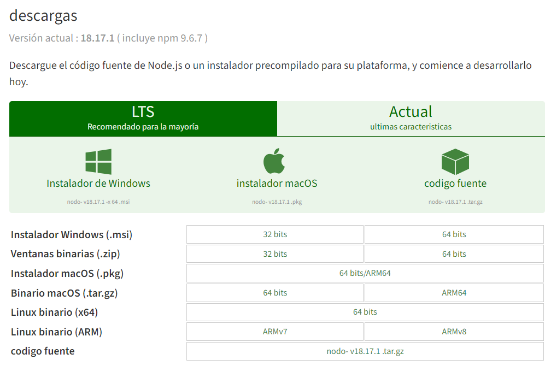 descargas
Versión actual : 18.17.1 ( incluye npm 9.6.7 )
Descargue el código fuente de Node.js o un instalador precompilado para su plataforma, y comience a desarrollarlo
hoy.
LTS
Recomendado para la mayoría
Actual
ultimas caracteristicas
Instalador de Windows
nodo- v18.17.1 -x 64 .msi
instalador macOS
nodo- v18.17.1 .pkg
codigo fuente
nodo- v18.17.1 .tar.gz
Instalador Windows (.msi) 32 bits 64 bits
Ventanas binarias (.zip) 32 bits 64 bits
Instalador macOS (.pkg) 64 bits/ARM64
Binario macOS (.tar.gz) 64 bits ARM64
Linux binario (x64) 64 bits
Linux binario (ARM) ARMv7 ARMv8
codigo fuente nodo- v18.17.1 .tar.gz